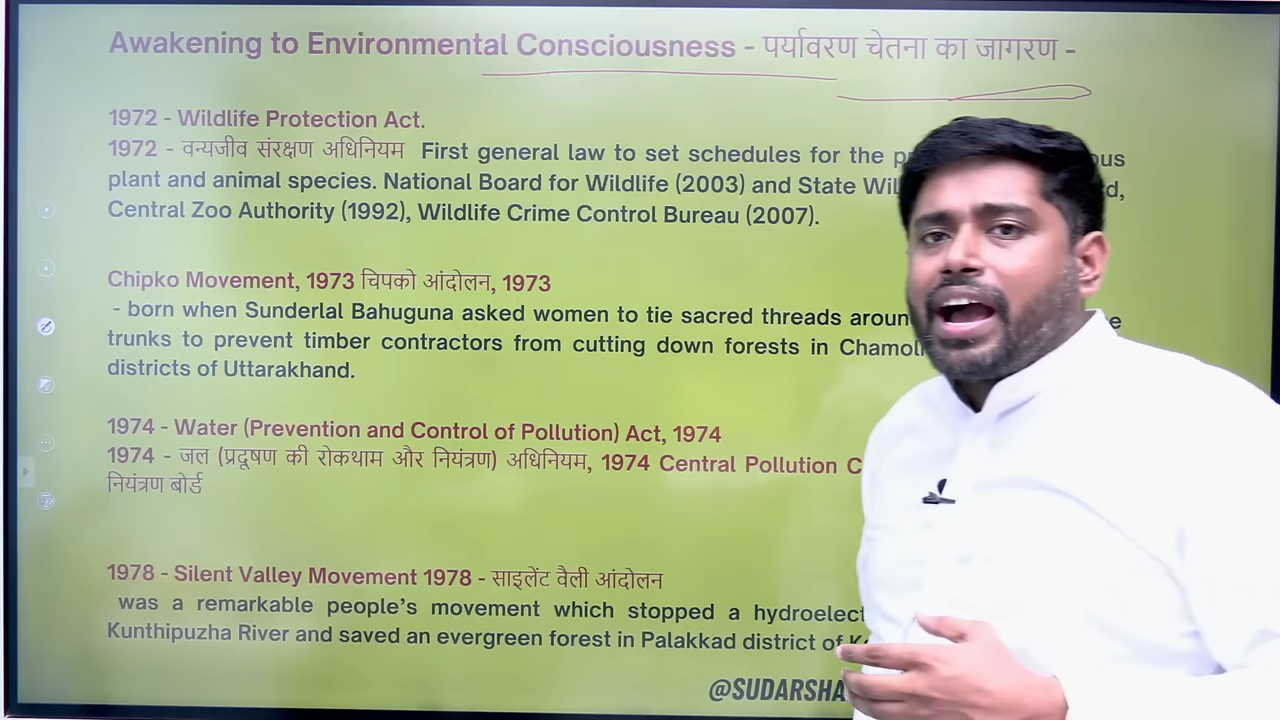 Awakening to Environmental Consciousness - पर्यावरण चेतना का जागरण -
1972 - Wildlife Protection Act.
1972 - वन्यजीव संरक्षण अधिनियम First general law to set schedules for the
plant and animal species. National Board for Wildlife (2003) and State
Central Zoo Authority (1992), Wildlife Crime Control Bureau (2007).
Chipko Movement, 1973 चिपको आंदोलन, 1973
- born when Sunderlal Bahuguna asked women to tie sacred threads
trunks to prevent timber contractors from cutting down forests in
districts of Uttarakhand.
1974 - Water (Prevention and Control of Pollution) Act, 1974
1974 - जल (प्रदूषण की रोकथाम और नियंत्रण) अधिनियम, 1974 Central Pollution
नियंत्रण बोर्ड
1978 - Silent Valley Movement 1978 - साइलेंट वैली आंदोलन
was a remarkable people's movement which stopped a
Kunthipuzha River and saved an evergreen forest in Palakkad district of